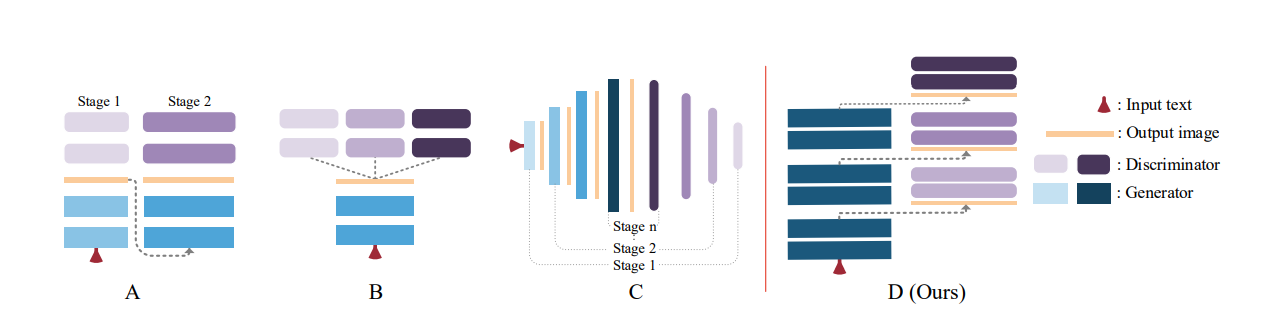 Stage 1
Stage 2
Stage n
Stage 2
Stage 1
: Input text
: Output image
: Discriminator
: Generator
A
B
C
D (Ours)